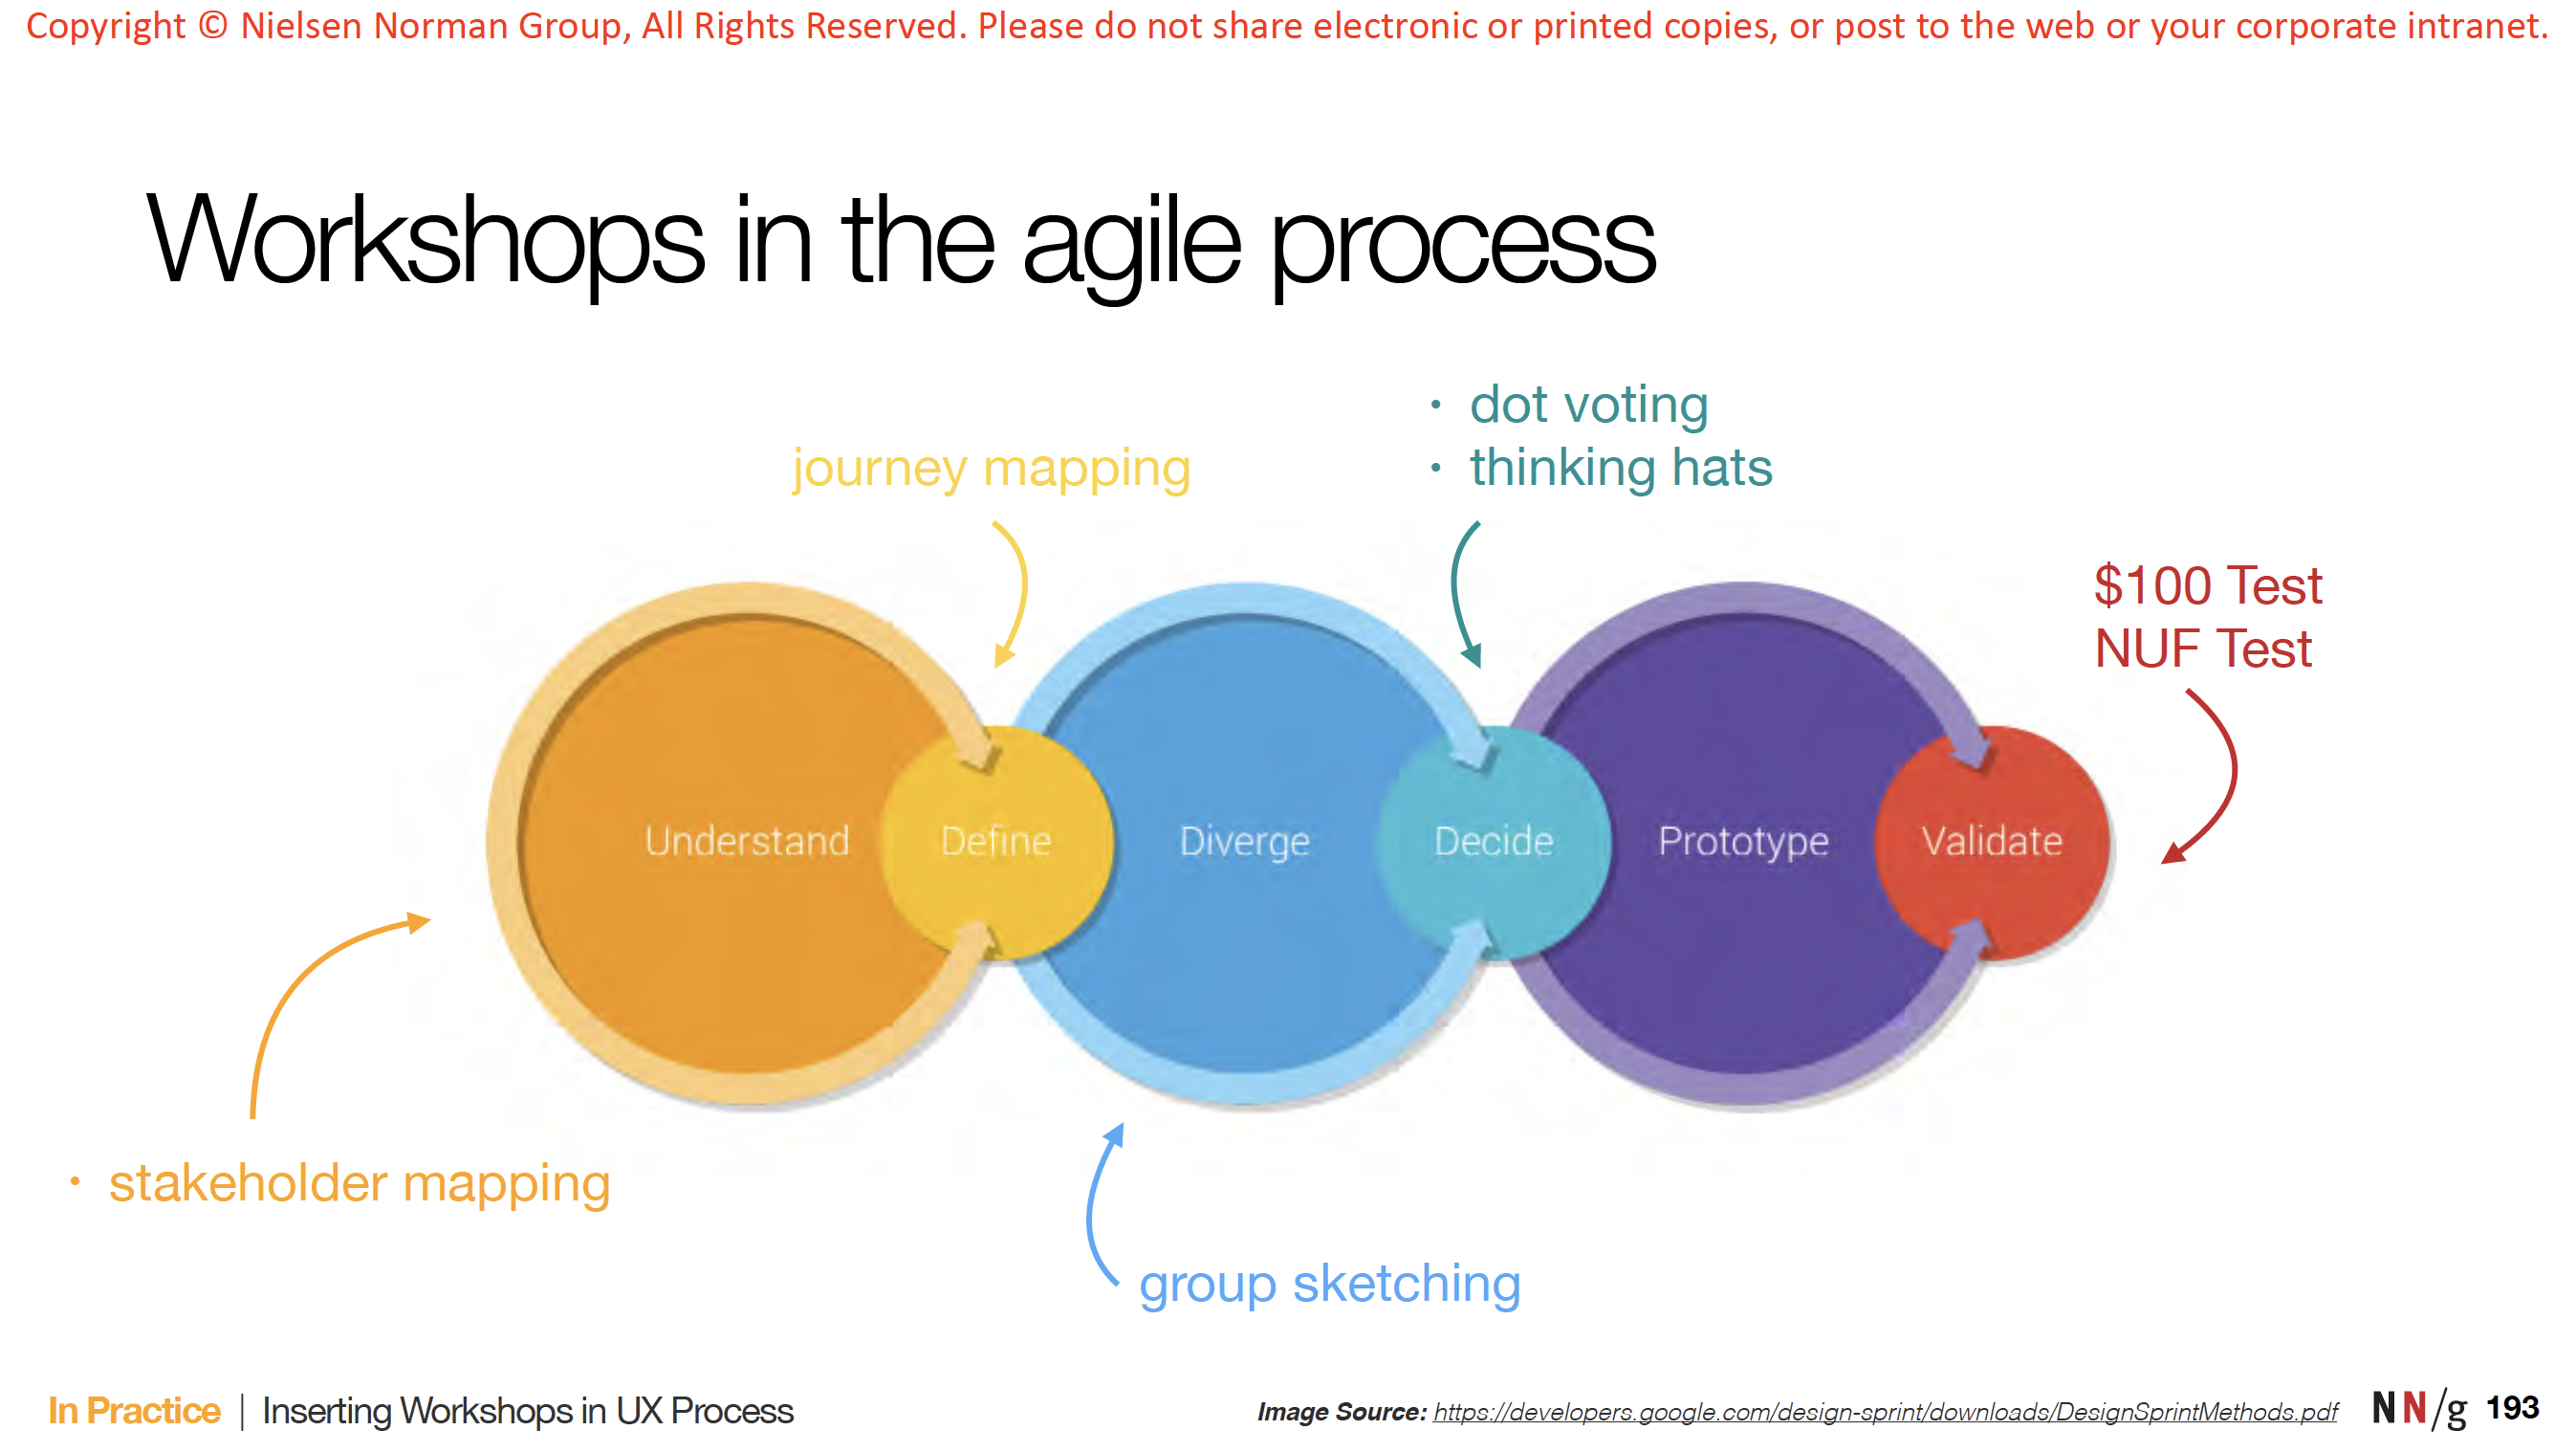 Copyright © Nielsen Norman Group, All Rights Reserved. Please do not share electronic or printed copies, or post to the web or your corporate intranet.
Workshops in the agile process
• dot voting
• thinking hats
journey mapping
$100 Test
NUF Test
Understand
Define
Diverge
Decide
Prototype
Validate
• stakeholder mapping
group sketching
In Practice | Inserting Workshops in UX Process
Image Source: https://developers.google.com/design-sprint/downloads/DesignSprintMethods.pdf
NN/g 193